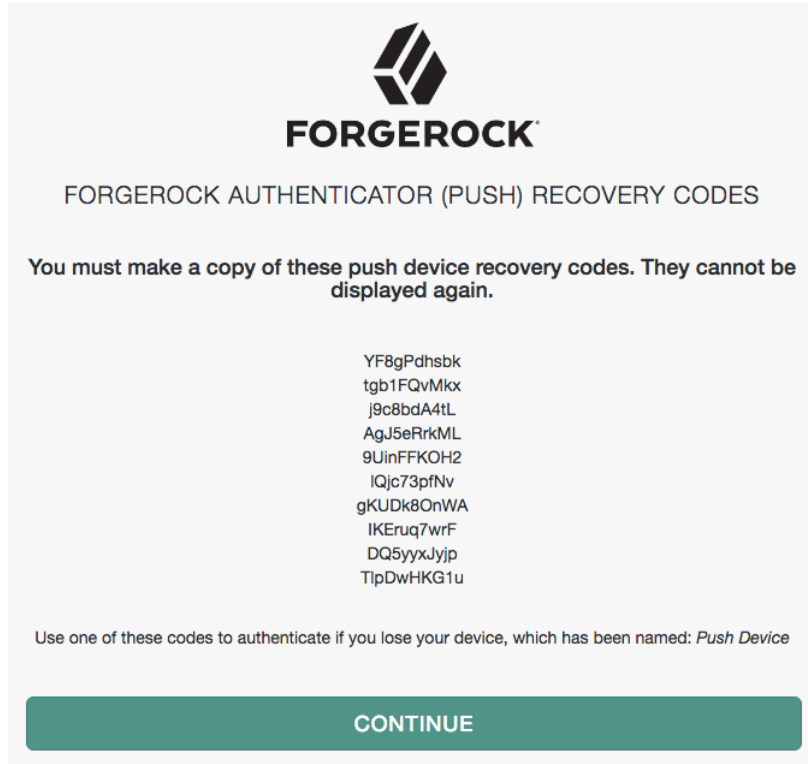 FORGEROCK
FORGEROCK AUTHENTICATOR (PUSH) RECOVERY CODES
You must make a copy of these push device recovery codes. They cannot be
displayed again.
YF8gPdhsbk
tgb1FQvMkx
j9c8bdA4tL
AgJ5eRrkML
9UinFFKOH2
lQjc73pfNv
gKUDk8OnWA
IKEruq7wrF
DQ5yyxJyjp
TlpDwHKG1u
Use one of these codes to authenticate if you lose your device, which has been named: Push Device
CONTINUE